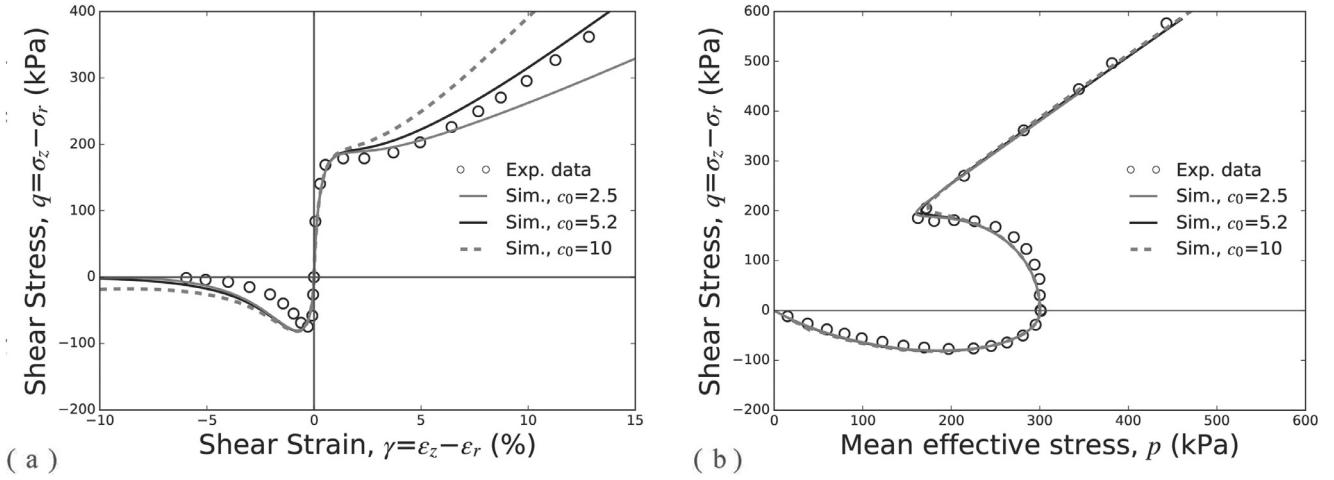 400
300
200
100
0
−100
−200
−10
−5
0
5
10
15
Shear Stress, q=σz−σr (kPa)
Shear Strain, γ=εz−εr (%)
Exp. data
Sim., c0=2.5
Sim., c0=5.2
Sim., c0=10
( a )
600
500
400
300
200
100
0
−100
−200
0
100
200
300
400
500
600
Shear Stress, q=σz−σr (kPa)
Mean effective stress, p (kPa)
Exp. data
Sim., c0=2.5
Sim., c0=5.2
Sim., c0=10
( b )